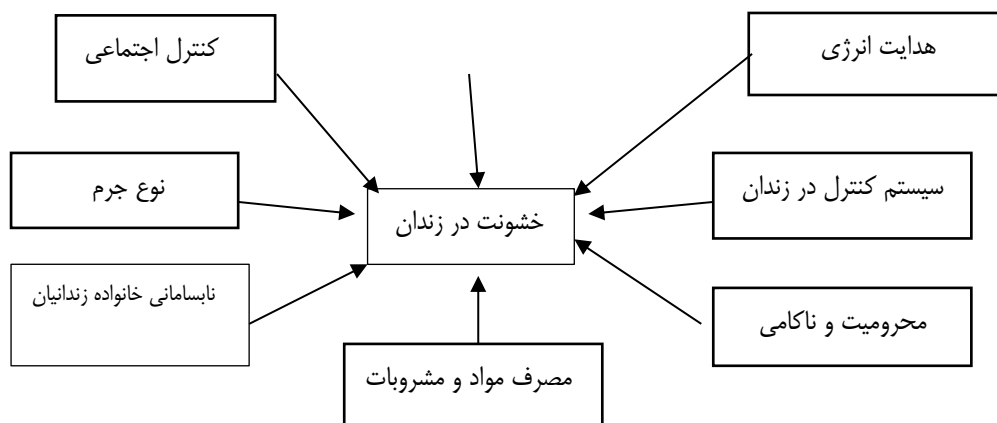 هدایت انرژی
کنترل اجتماعی
سیستم کنترل در زندان
نوع جرم
خشونت در زندان
نابسامانی خانواده زندانیان
محرومیت و ناکامی
مصرف مواد و مشروبات